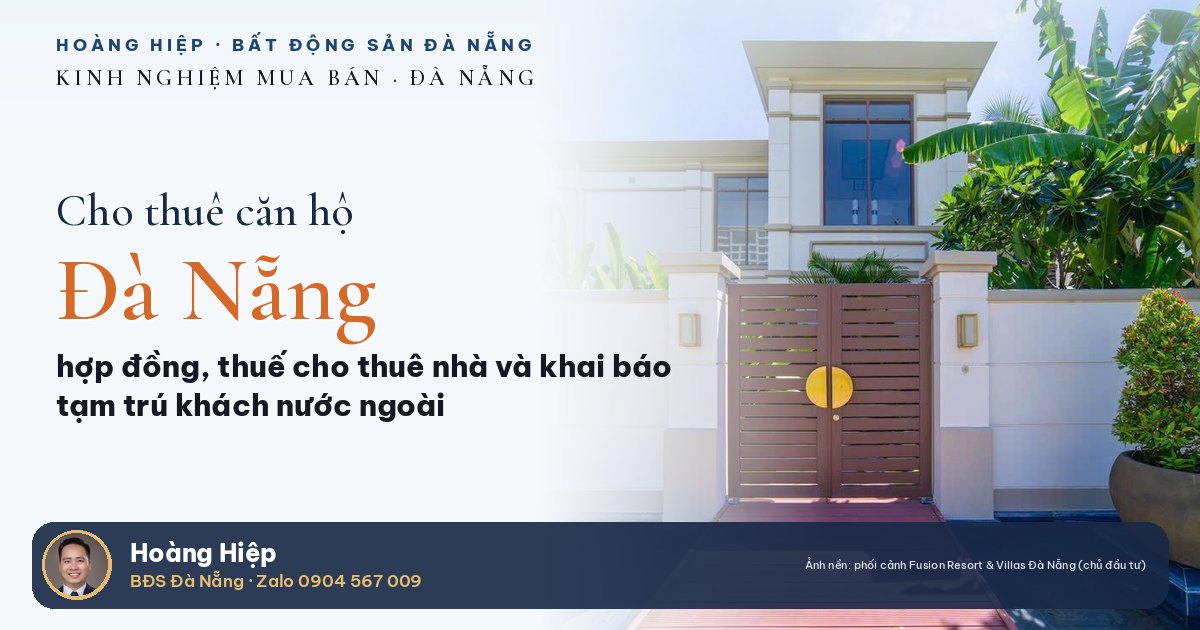 HOÀNG HIỆP · BẤT ĐỘNG SẢN ĐÀ NẴNG
KINH NGHIỆM MUA BÁN · ĐÀ NẴNG
Cho thuê căn hộ
Đà Nẵng
hợp đồng, thuế cho thuê nhà và khai báo
tạm trú khách nước ngoài
Hoàng Hiệp
BĐS Đà Nẵng · Zalo 0904 567 009
Ảnh nền: phối cảnh Fusion Resort & Villas Đà Nẵng (chủ đầu tư)